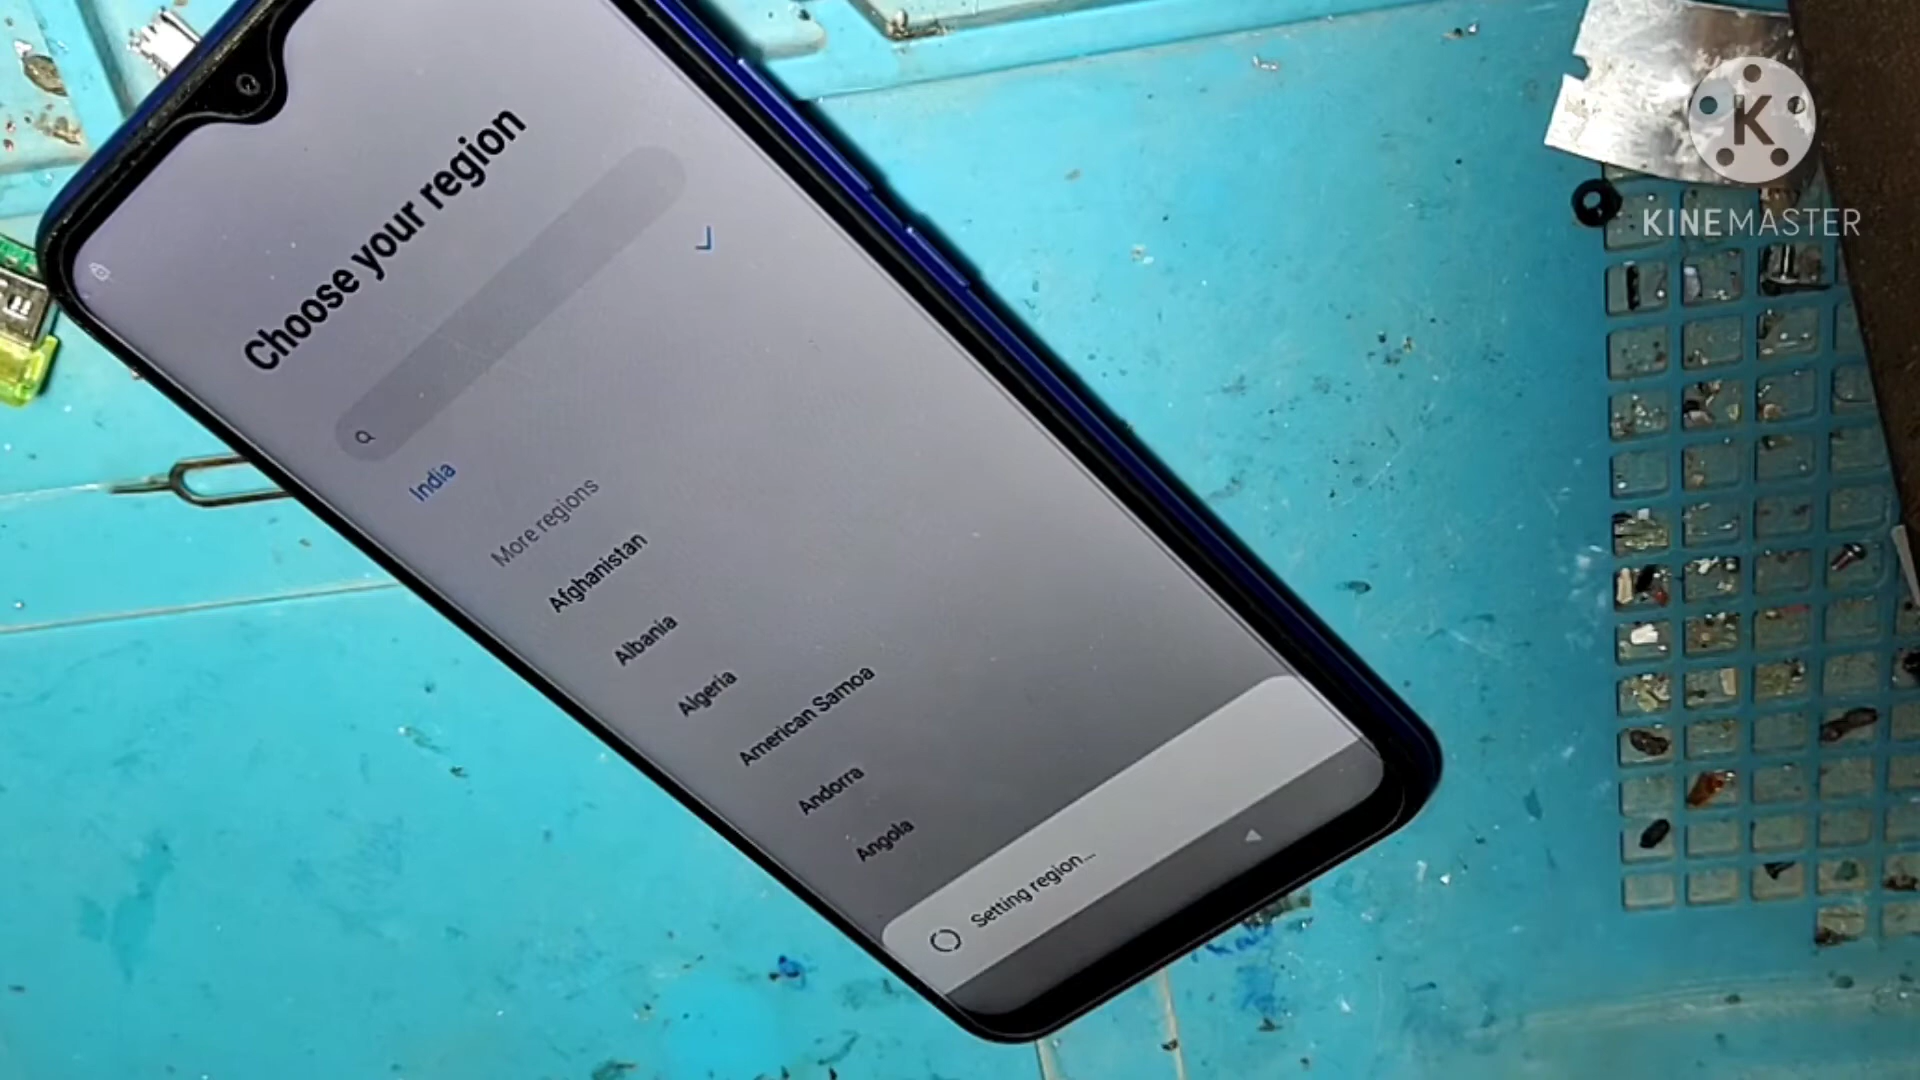 Choose your region
India
More regions
Afghanistan
Albania
Algeria
American Samoa
Andorra
Angola
Setting region...
K
KINEMASTER